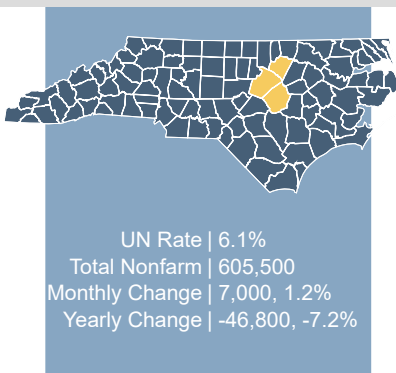 UN Rate | 6.1%
Total Nonfarm | 605,500
Monthly Change | 7,000, 1.2%
Yearly Change | -46,800, -7.2%